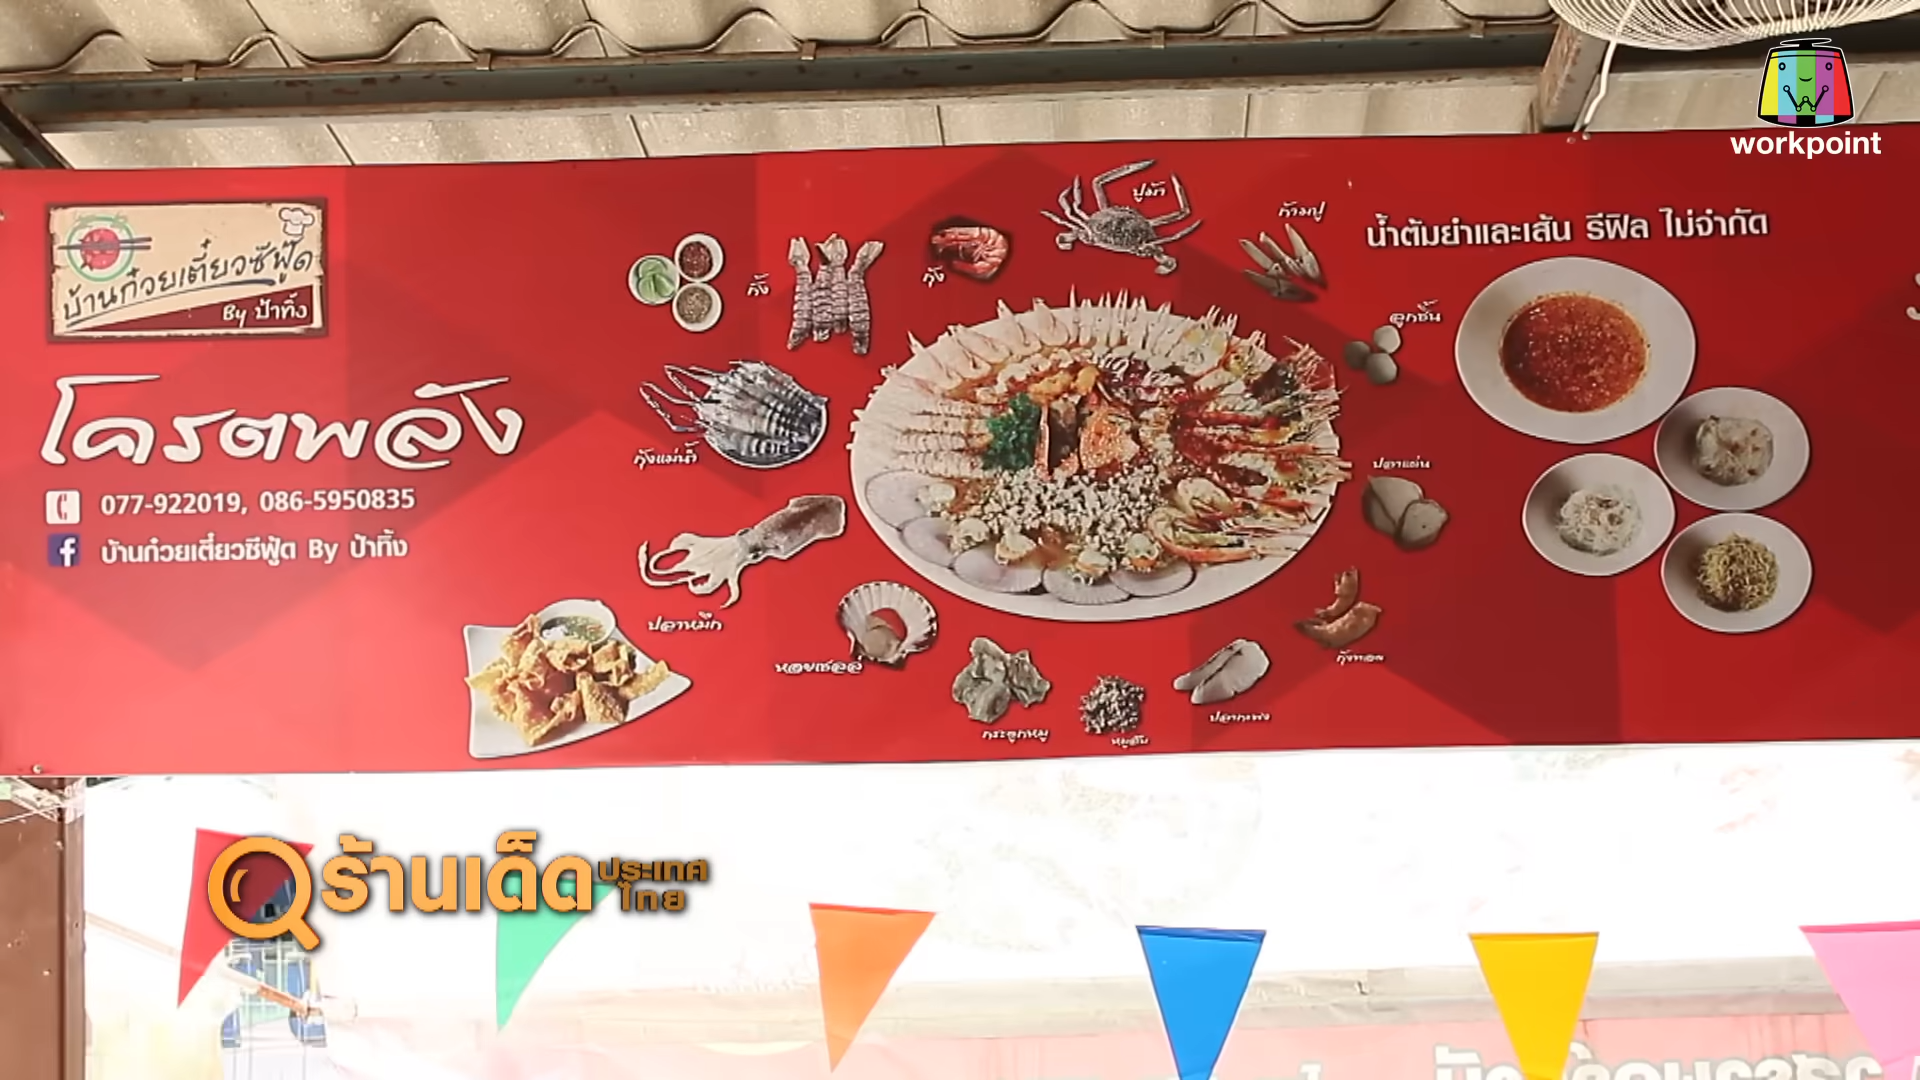 workpoint
บ้านก๋วยเตี๋ยวซีฟู้ด
By ป้าทิ้ง
โครตพลัง
077-922019, 086-5950835
บ้านก๋วยเตี๋ยวซีฟู้ด By ป้าทิ้ง
กั้ง
กุ้ง
ปูม้า
ก้ามปู
น้ำต้มยำและเส้น รีฟิล ไม่จำกัด
ลูกชิ้น
กุ้งแม่น้ำ
ปลาแผ่น
ปลาหมึก
หอยเชลล์
กระดูกหมู
หมูสับ
ปลากะพง
กุ้งทอด
ร้านเด็ด
ประเทศ
ไทย